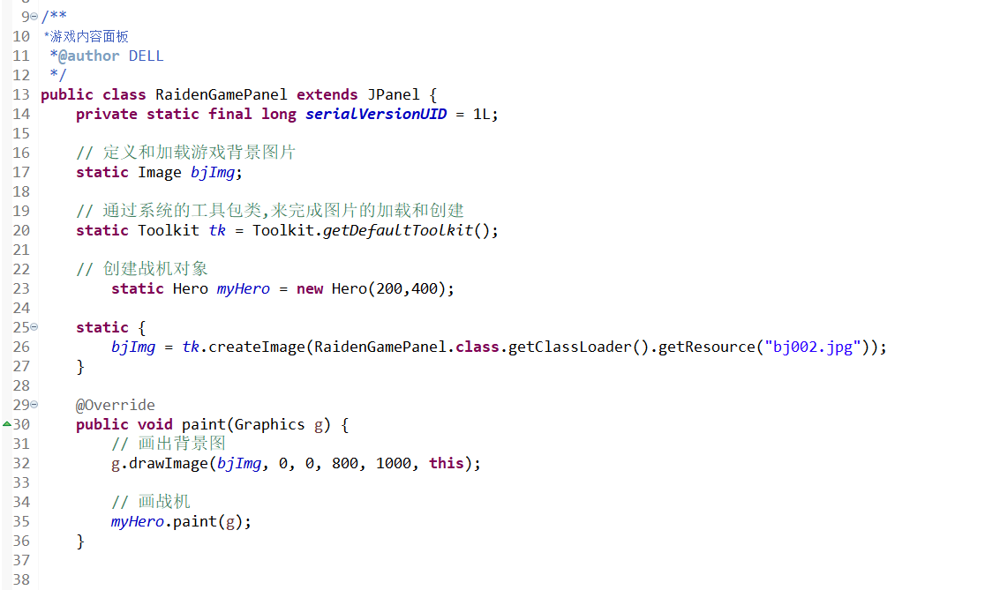 9 /**
10 *游戏内容面板
11 *@author DELL
12 */
13 public class RaidenGamePanel extends JPanel {
14 private static final long serialVersionUID = 1L;
15
16 // 定义和加载游戏背景图片
17 static Image bjImg;
18
19 // 通过系统的工具包类,来完成图片的加载和创建
20 static Toolkit tk = Toolkit.getDefaultToolkit();
21
22 // 创建战机对象
23 static Hero myHero = new Hero(200,400);
24
25 static {
26 bjImg = tk.createImage(RaidenGamePanel.class.getClassLoader().getResource("bj002.jpg"));
27 }
28
29 @Override
30 public void paint(Graphics g) {
31 // 画出背景图
32 g.drawImage(bjImg, 0, 0, 800, 1000, this);
33
34 // 画战机
35 myHero.paint(g);
36 }
37
38